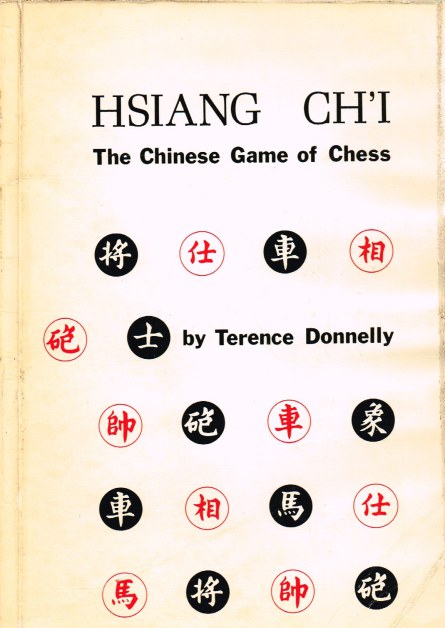 HSIANG CH'I
The Chinese Game of Chess
将 仕 車 相
砲 士 by Terence Donnelly
帥 砲 車 象
車 相 馬 仕
馬 将 帥 砲